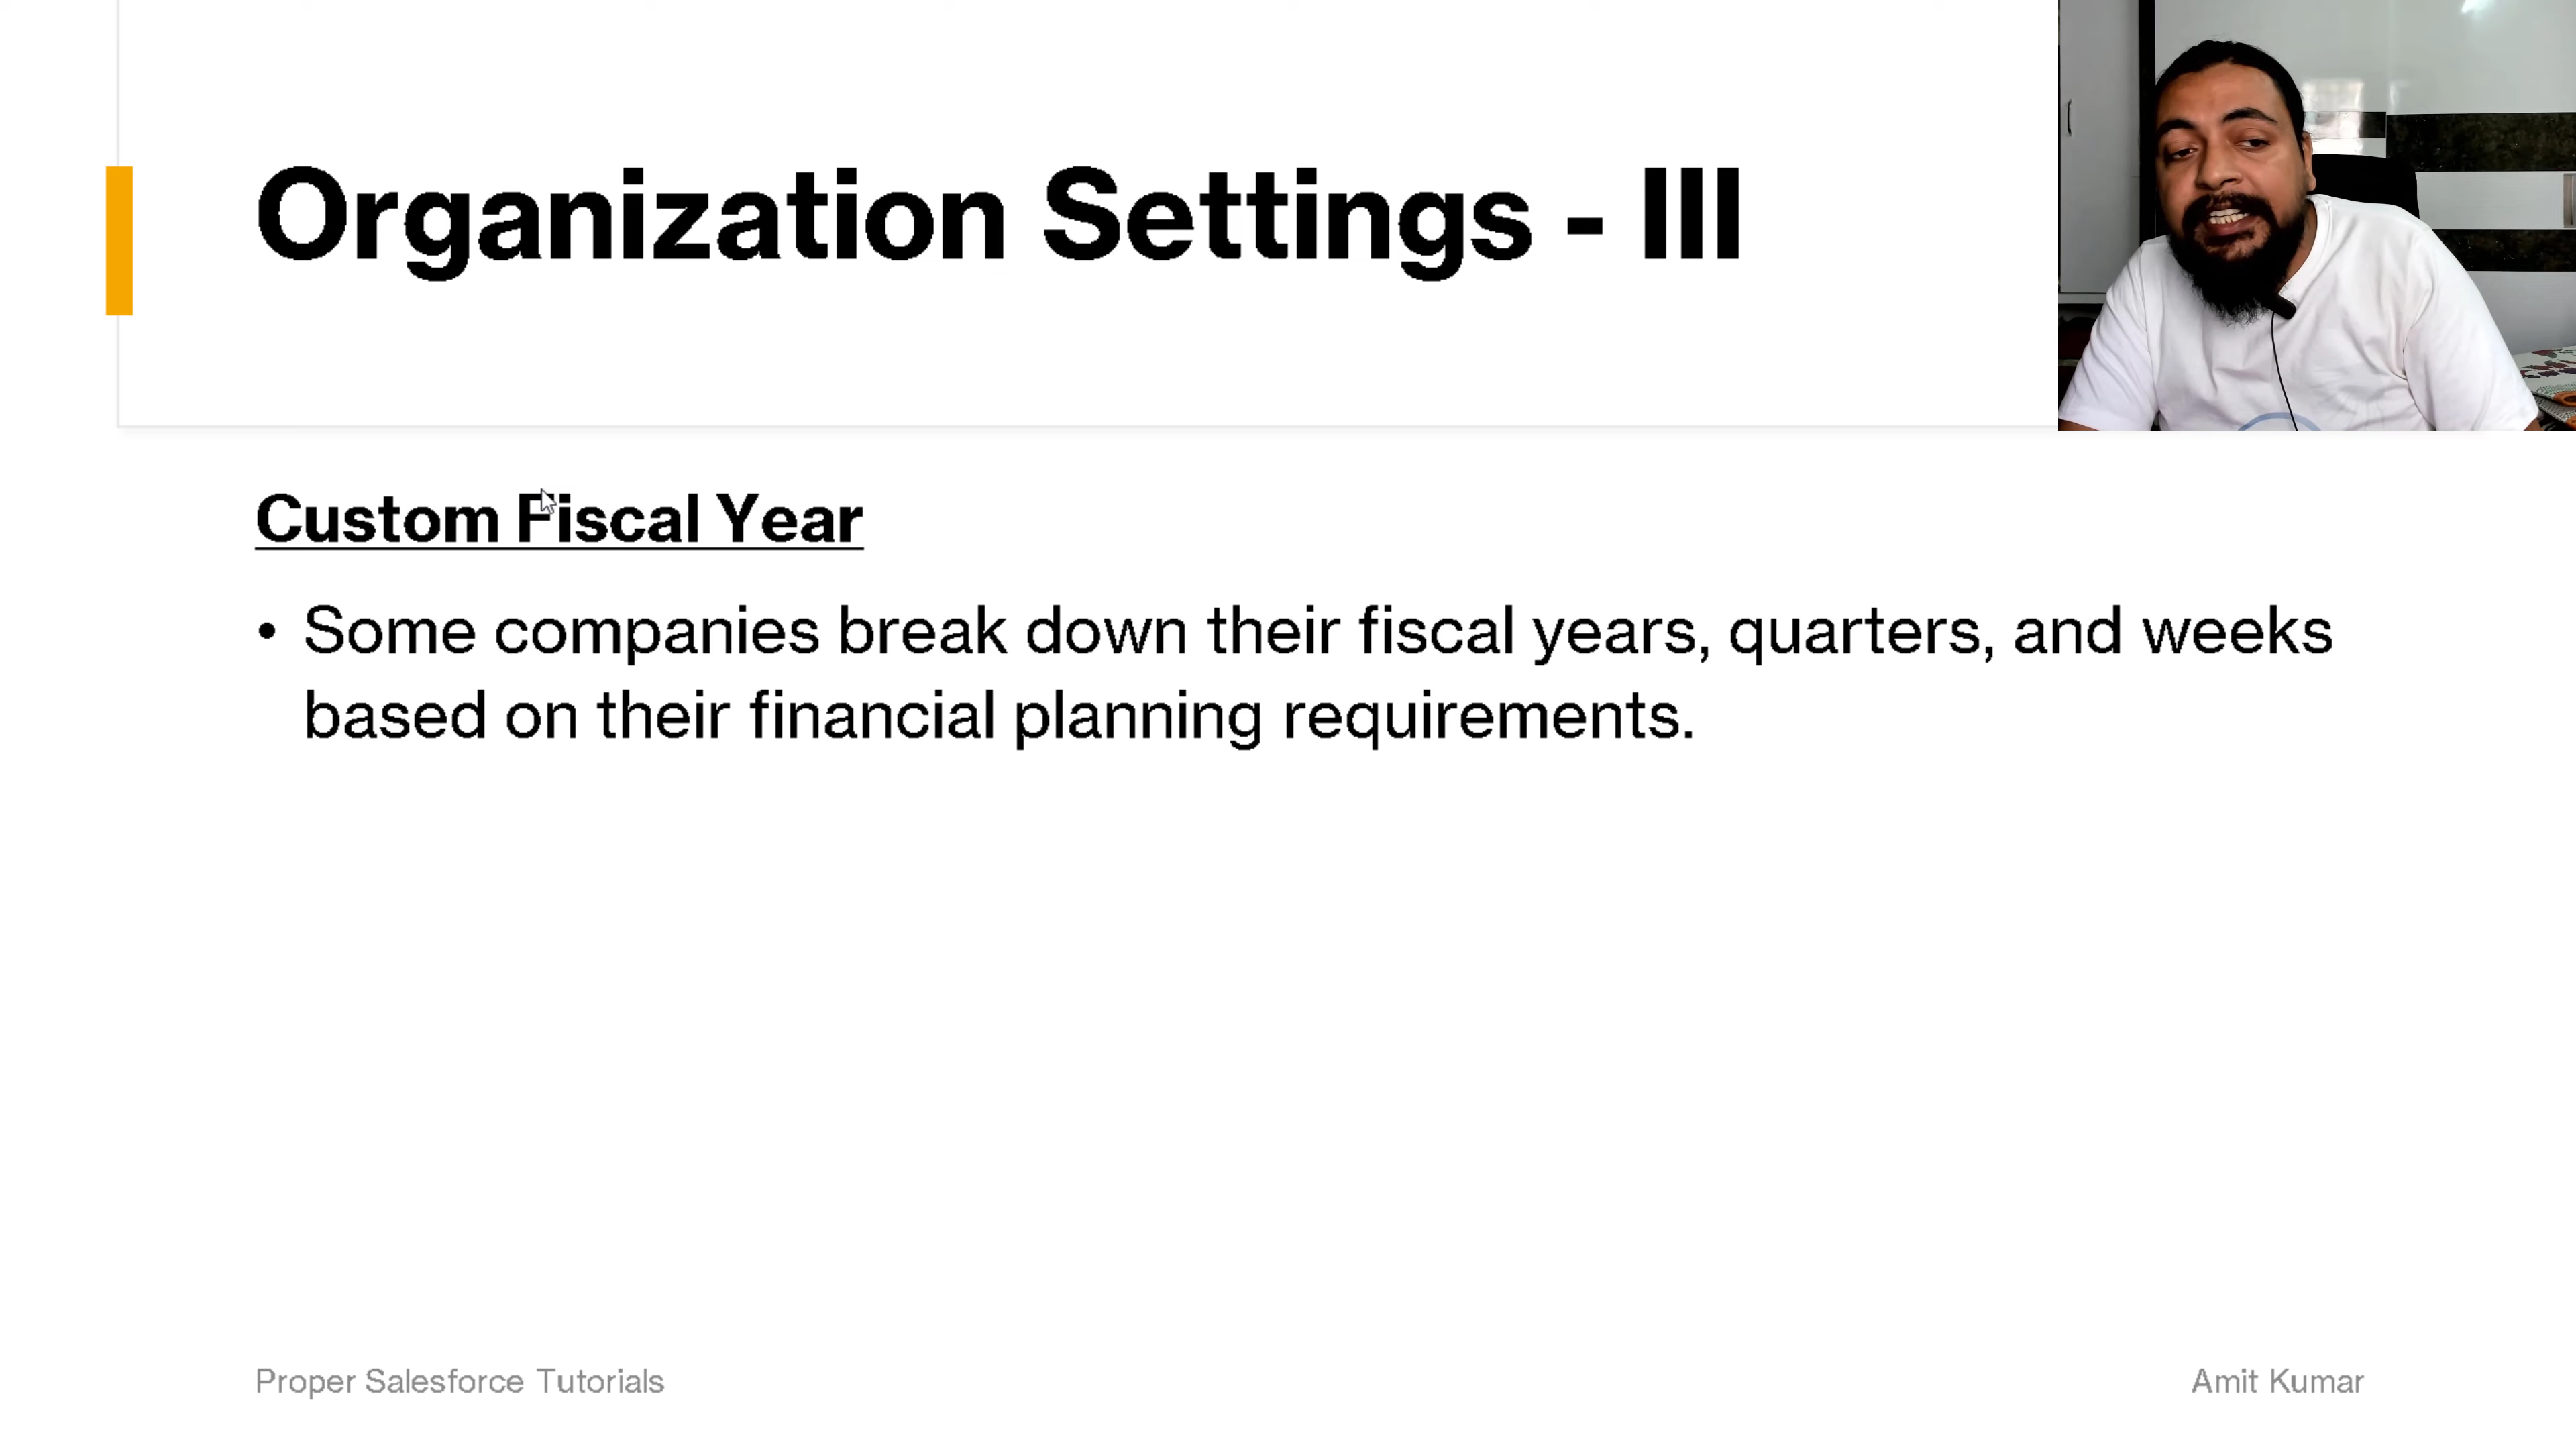 Organization Settings - III
Custom Fiscal Year
• Some companies break down their fiscal years, quarters, and weeks
based on their financial planning requirements.
Proper Salesforce Tutorials
Amit Kumar